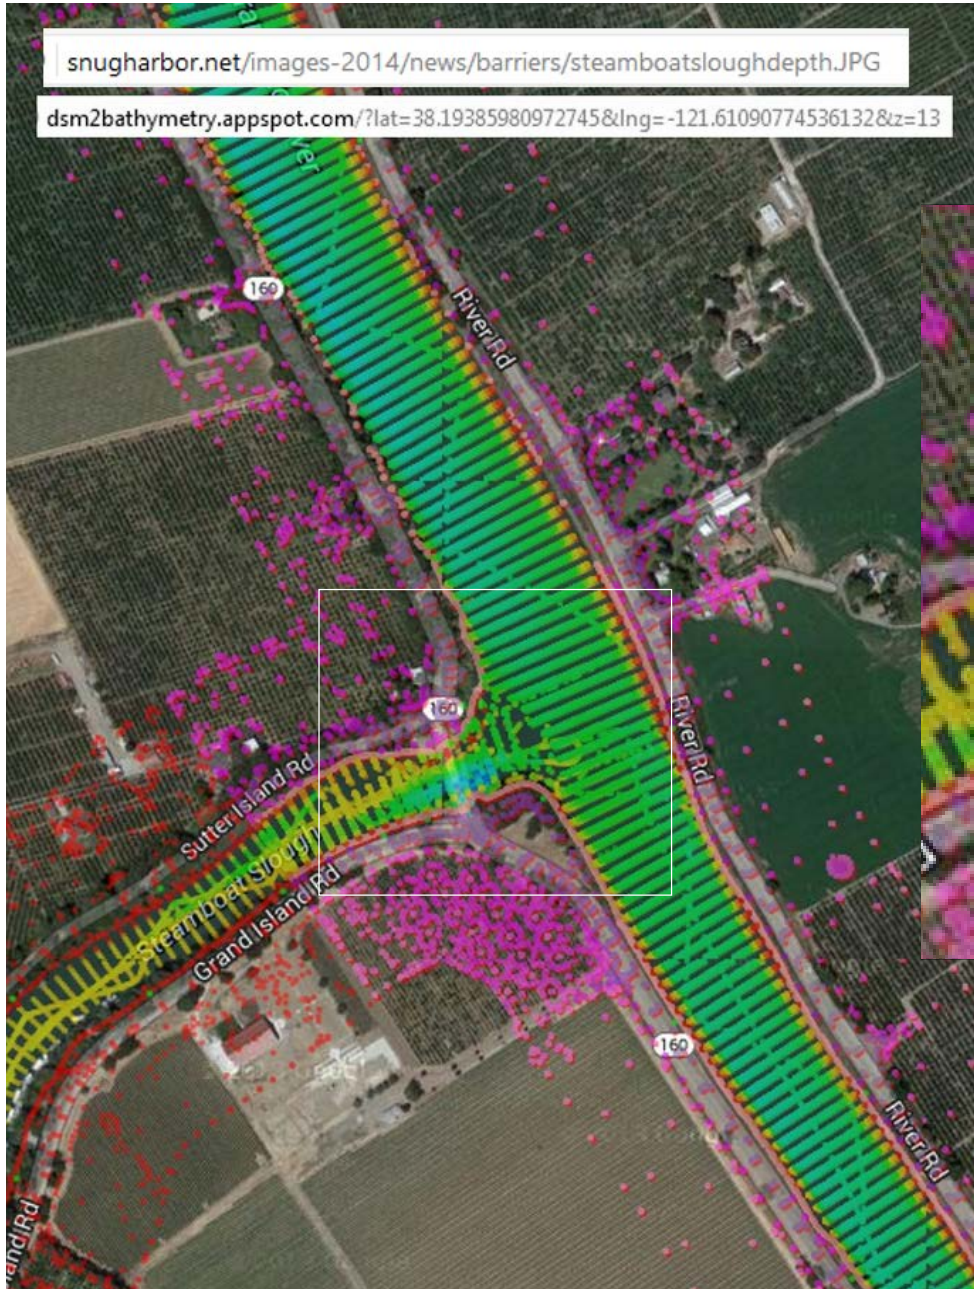 snugharbor.net/images-2014/news/barriers/steamboatsloughdepth.JPG
dsm2bathymetry.appspot.com/?lat=38.19385980972745&lng=-121.61090774536132&z=13
160
River Rd
160
River Rd
Sutter Island Rd
Steamboat Slough
Grand Island Rd
160
River Rd